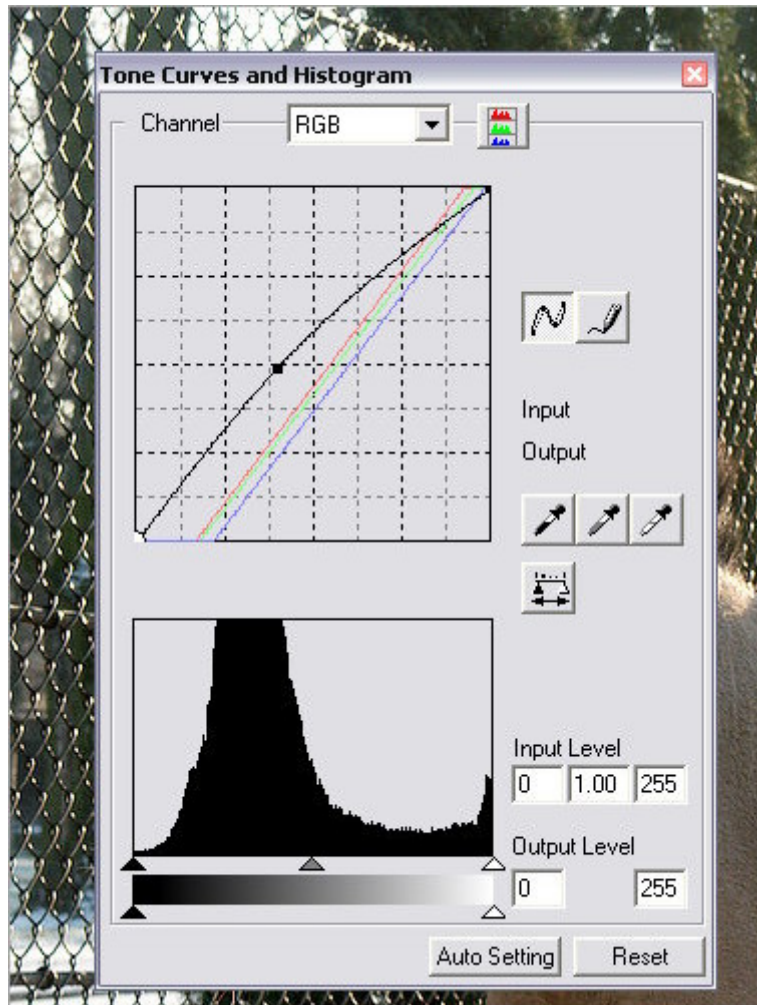 Tone Curves and Histogram
Channel
RGB
Input
Output
Input Level
0 1.00 255
Output Level
0 255
Auto Setting Reset